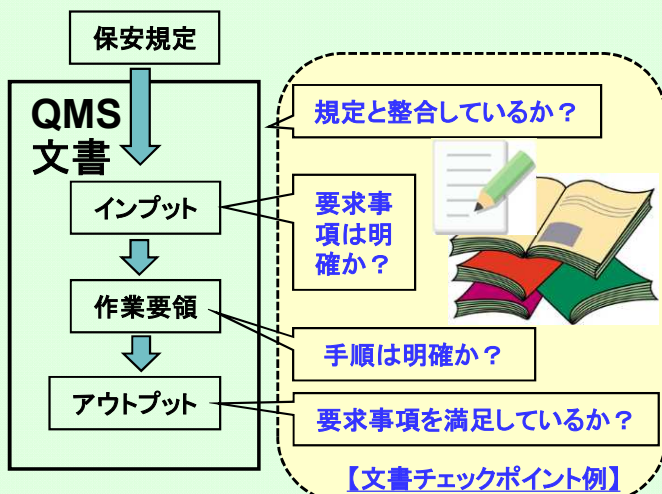 保安規定
QMS
文書
規定と整合しているか？
インプット
要求事
項は明
確か？
作業要領
手順は明確か？
アウトプット
要求事項を満足しているか？
【文書チェックポイント例】